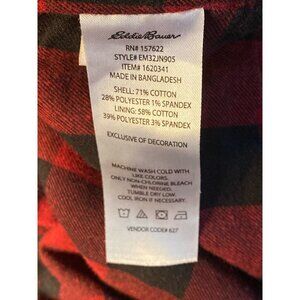 Eddie Bauer
RN# 157622
STYLE# EM32JN905
ITEM# 1620341
MADE IN BANGLADESH
SHELL: 71% COTTON
28% POLYESTER 1% SPANDEX
LINING: 58% COTTON
39% POLYESTER 3% SPANDEX
EXCLUSIVE OF DECORATION
MACHINE WASH COLD WITH
LIKE COLORS.
ONLY NON-CHLORINE BLEACH
WHEN NEEDED.
TUMBLE DRY LOW.
COOL IRON IF NECESSARY.
VENDOR CODE# 627